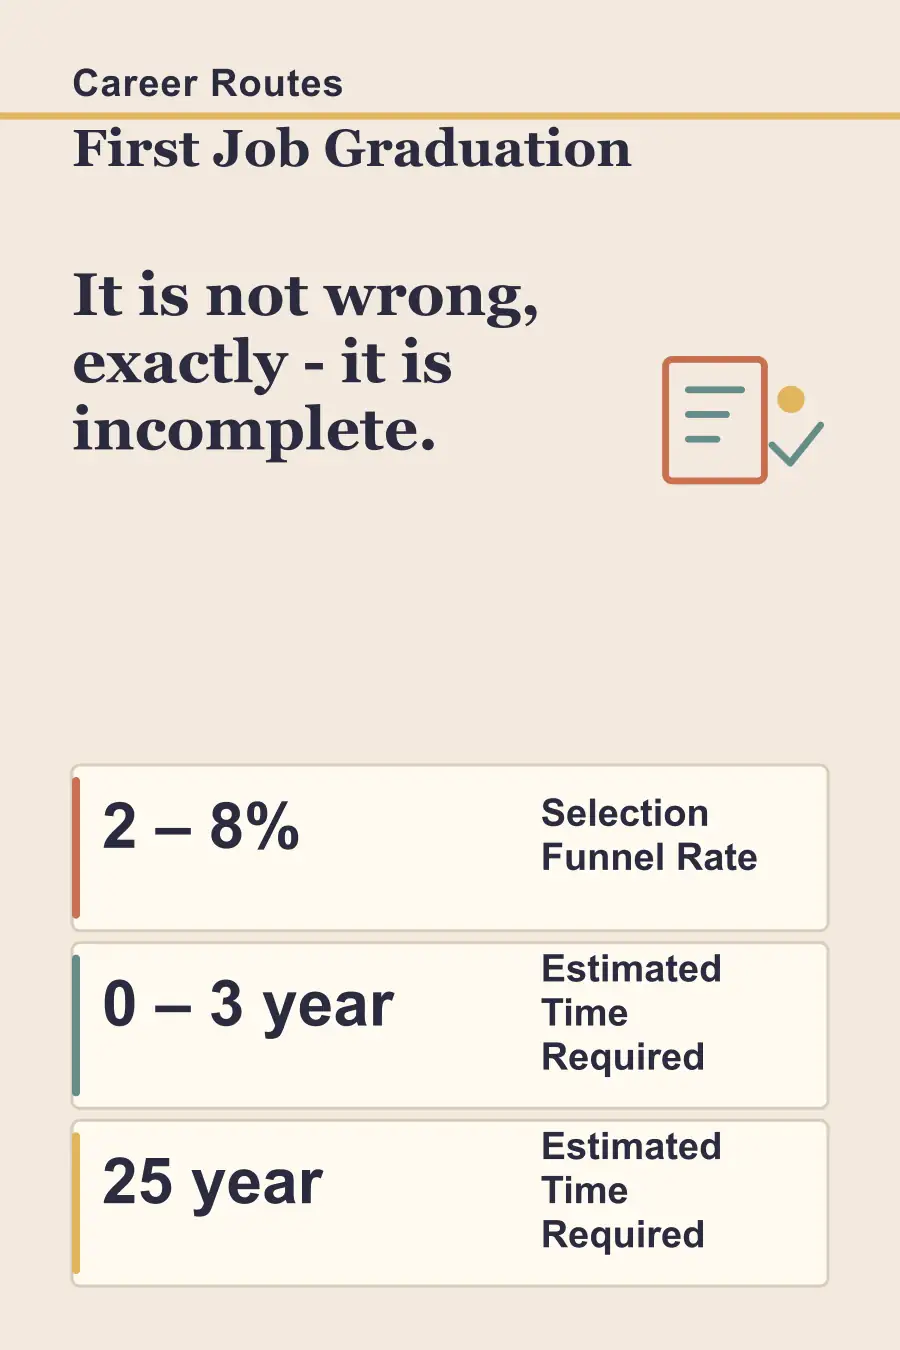 Career Routes
First Job Graduation
It is not wrong,
exactly - it is
incomplete.
2 – 8%
Selection
Funnel Rate
0 – 3 year
Estimated
Time
Required
25 year
Estimated
Time
Required